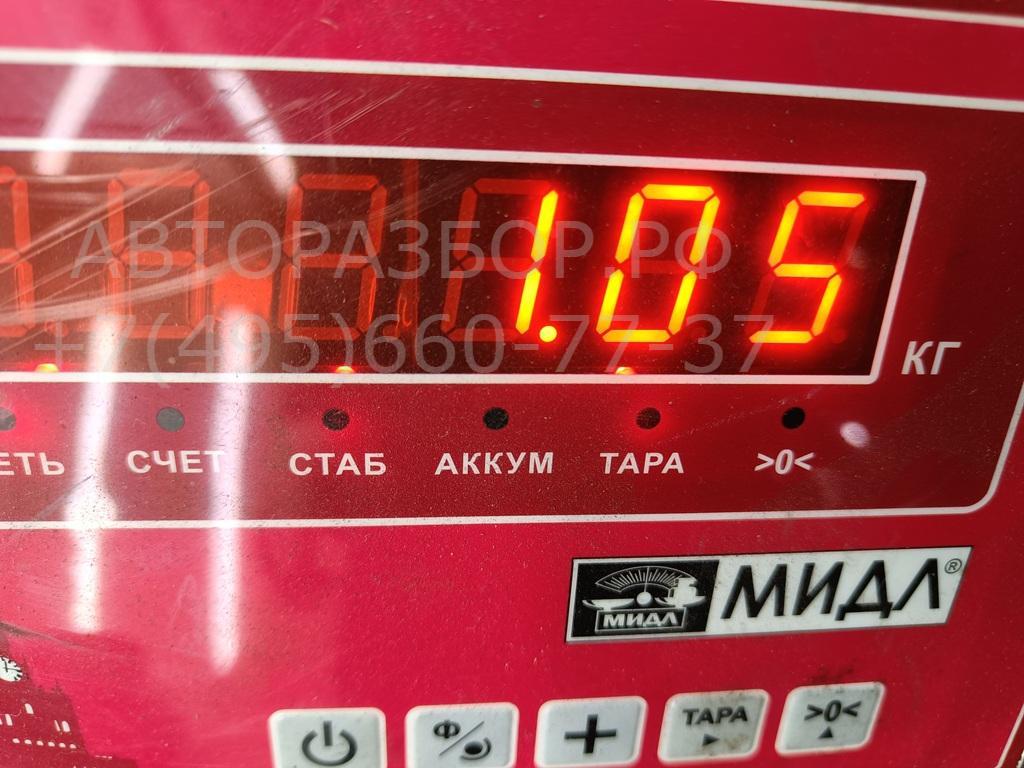 1.05
КГ
АВТОРАЗБОР.РФ
+7(495)660-77-37
ЕТЬ СЧЕТ СТАБ АККУМ ТАРА >0<
МИДЛ МИДЛ®
Ф + ТАРА >0<